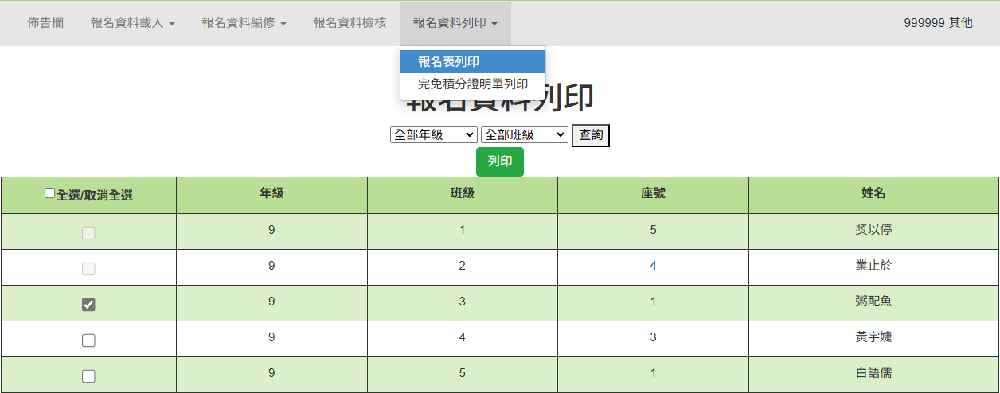 佈告欄 報名資料載入 報名資料編修 報名資料檢核 報名資料列印 999999 其他
報名表列印
完免積分證明單列印
報名資料列印
全部年級 全部班級 查詢
列印
全選/取消全選 年級 班級 座號 姓名
9 1 5 獎以停
9 2 4 業止於
9 3 1 粥配魚
9 4 3 黃宇婕
9 5 1 白語儒